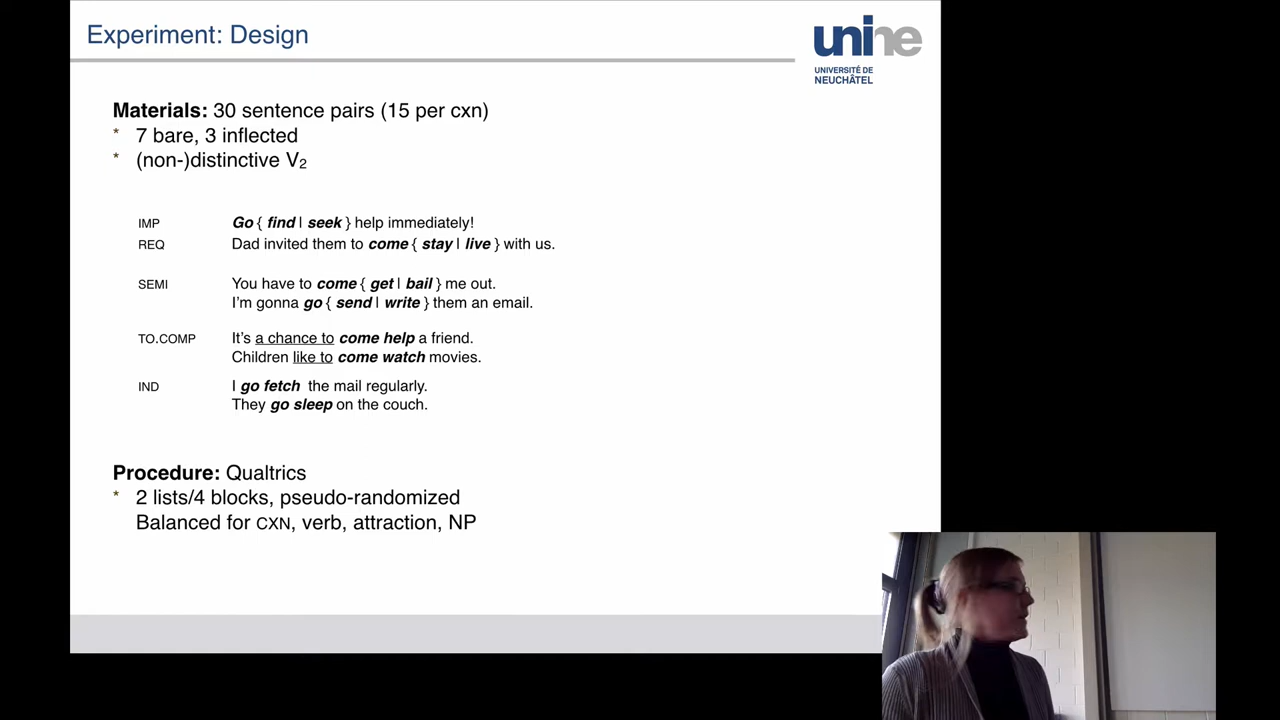 Experiment: Design
unine
UNIVERSITÉ DE
NEUCHÂTEL
Materials: 30 sentence pairs (15 per cxn)
* 7 bare, 3 inflected
* (non-)distinctive V₂
IMP Go { find | seek } help immediately!
REQ Dad invited them to come { stay | live } with us.
SEMI You have to come { get | bail } me out.
I'm gonna go { send | write } them an email.
TO.COMP It's a chance to come help a friend.
Children like to come watch movies.
IND I go fetch the mail regularly.
They go sleep on the couch.
Procedure: Qualtrics
* 2 lists/4 blocks, pseudo-randomized
Balanced for CXN, verb, attraction, NP